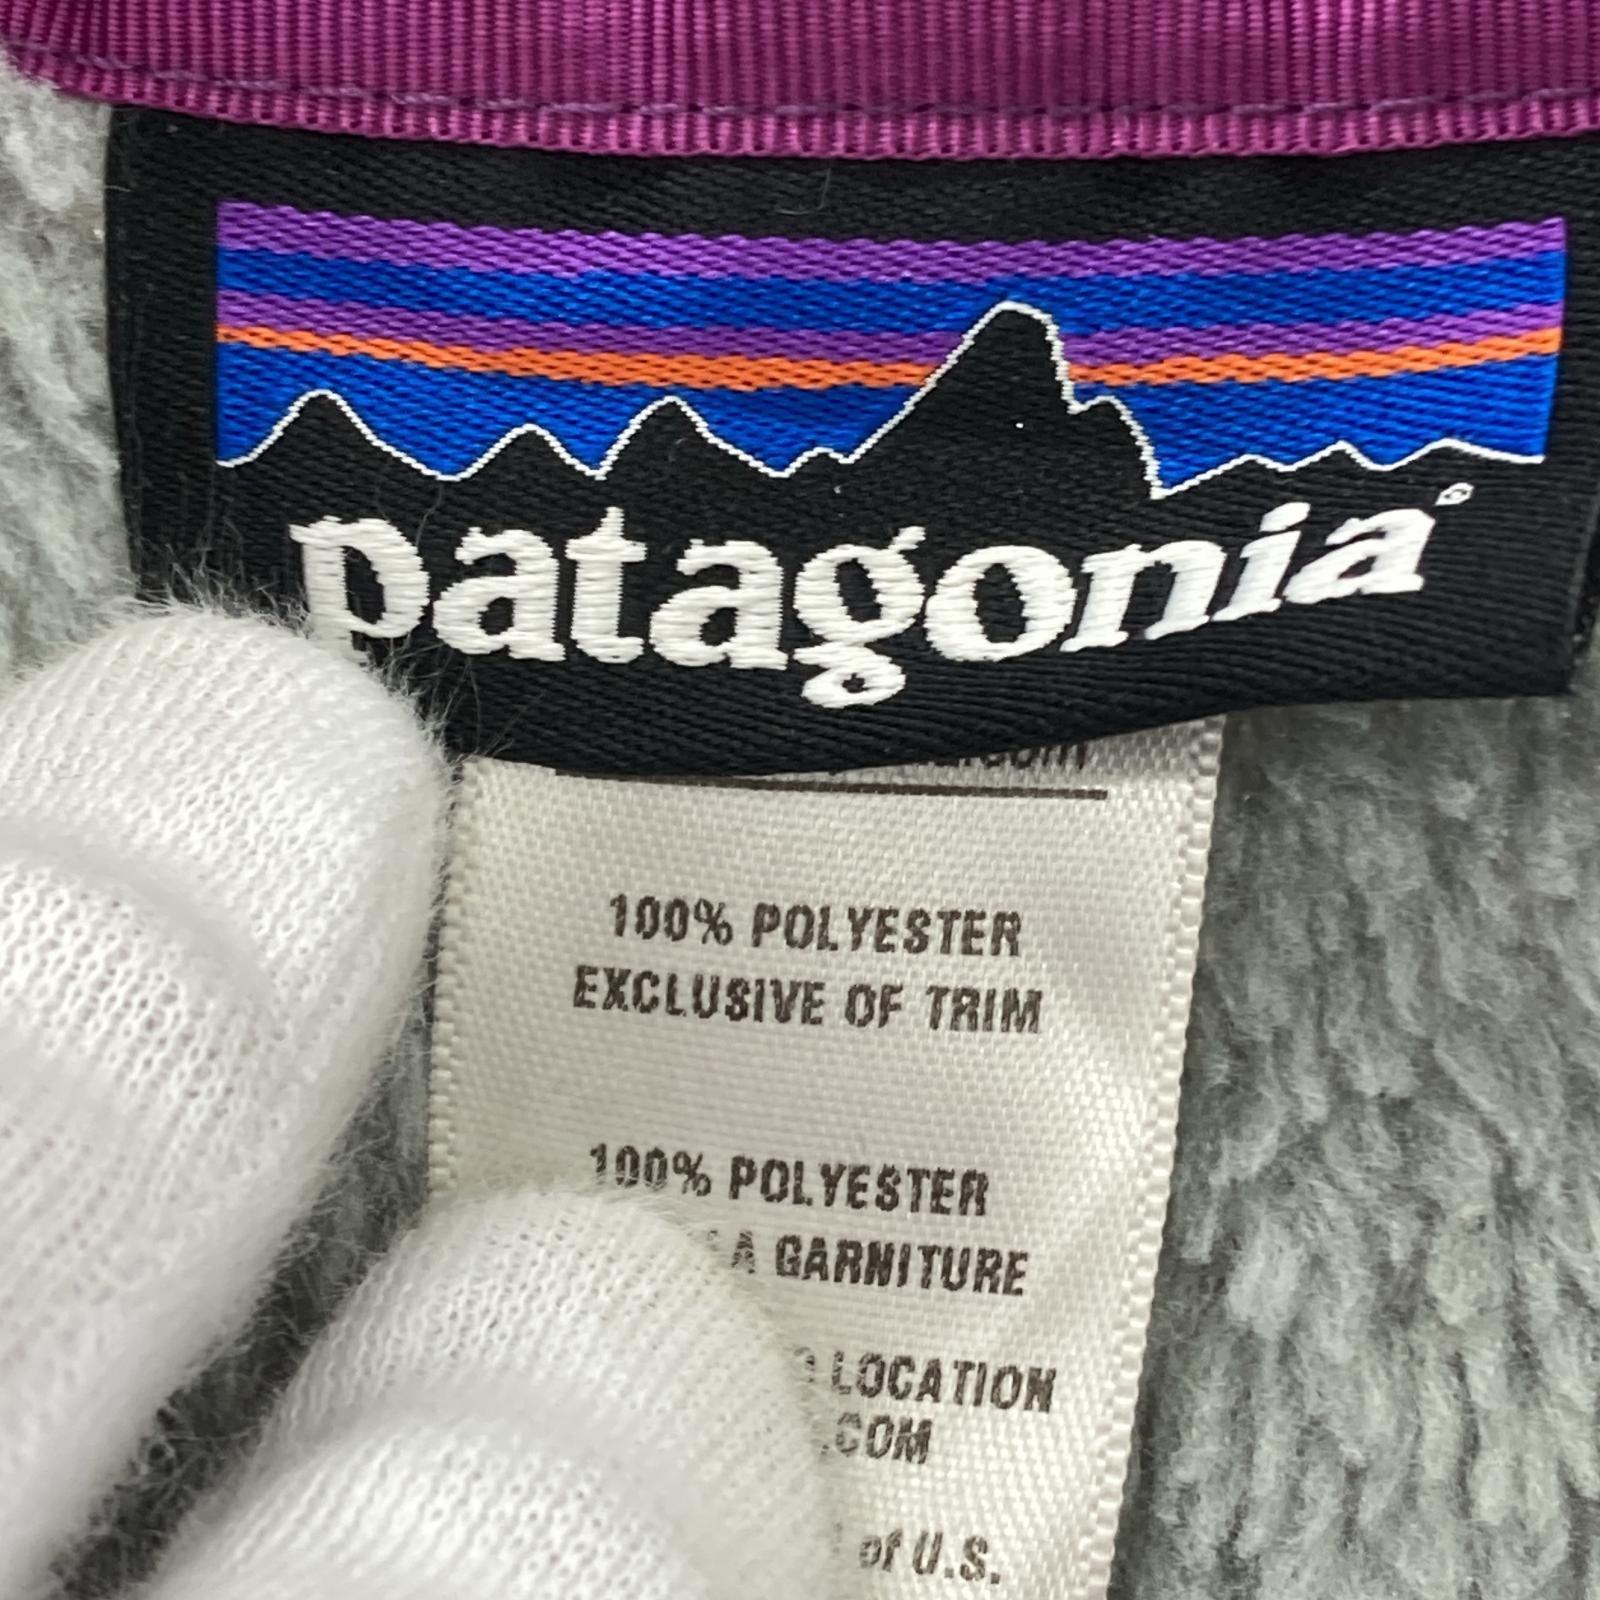 patagonia®
100% POLYESTER
EXCLUSIVE OF TRIM
100% POLYESTER
GARNITURE
LOCATION
.COM
of U.S.